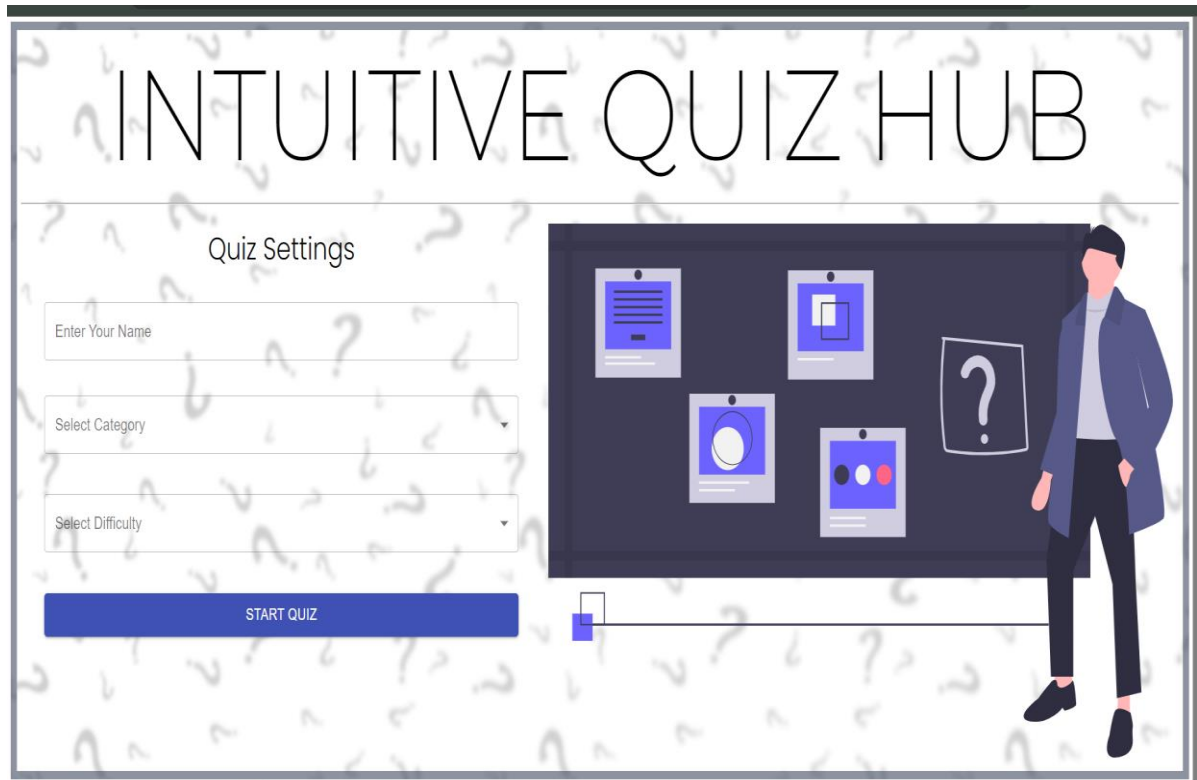 INTUITIVE QUIZ HUB
Quiz Settings
Enter Your Name
Select Category
Select Difficulty
START QUIZ
?